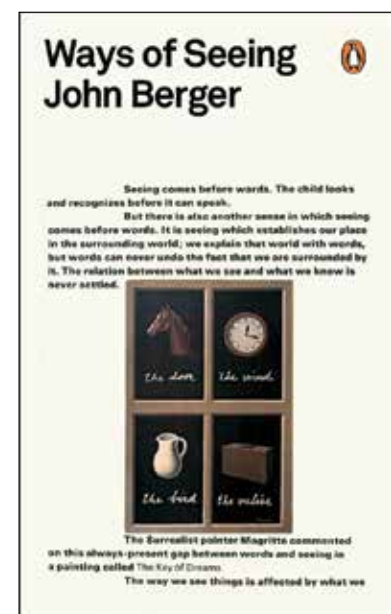 Ways of Seeing
John Berger
Seeing comes before words. The child looks
and recognizes before it can speak.
But there is also another sense in which seeing
comes before words. It is seeing which establishes our place
in the surrounding world; we explain that world with words,
but words can never undo the fact that we are surrounded by
it. The relation between what we see and what we know is
never settled.
the door
the wind
the bird
the valise
The Surrealist painter Magritte commented
on this always-present gap between words and seeing in
a painting called The Key of Dreams.
The way we see things is affected by what we